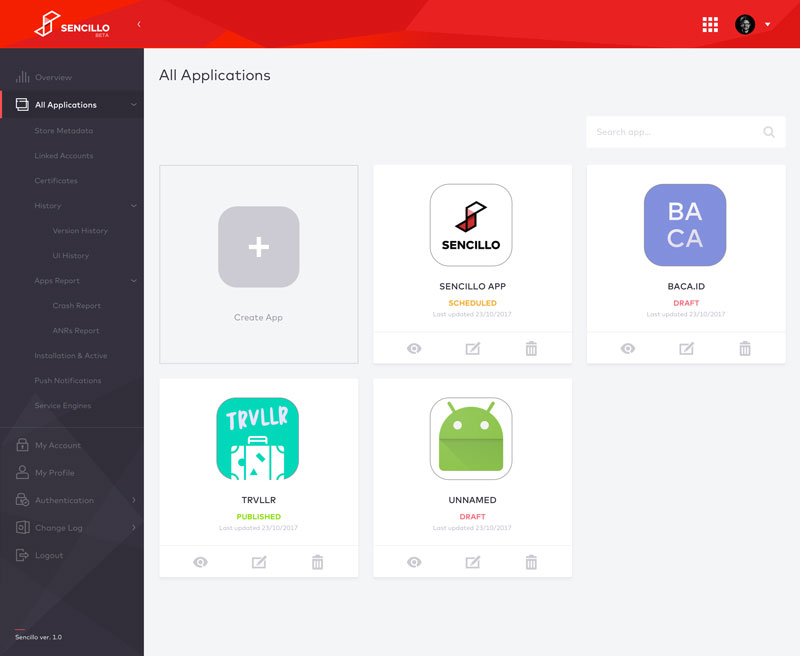 SENCILLO
BETA
Overview
All Applications
Store Metadata
Linked Accounts
Certificates
History
Version History
UI History
Apps Report
Crash Report
ANRs Report
Installation & Active
Push Notifications
Service Engines
My Account
My Profile
Authentication
Change Log
Logout
Sencillo ver. 1.0
All Applications
Search app...
+
Create App
SENCILLO
SENCILLO APP
SCHEDULED
Last updated 23/10/2017
BA
CA
BACA.ID
DRAFT
Last updated 23/10/2017
TRVLLR
TRVLLR
PUBLISHED
Last updated 23/10/2017
UNNAMED
DRAFT
Last updated 23/10/2017